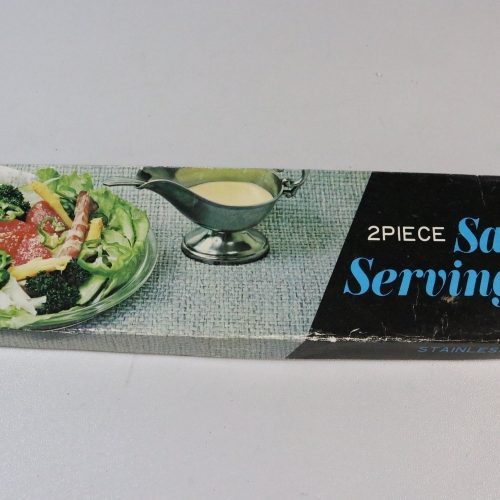 2PIECE Sa
Serving
STAINLES